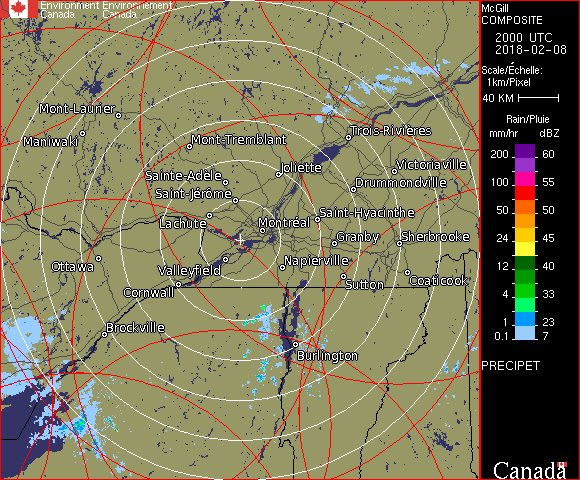 Environment Environnement
Canada Canada
McGill
COMPOSITE
2000 UTC
2018-02-08
Scale/Échelle:
1km/Pixel
40 KM
Rain/Pluie
mm/hr dBZ
200 60
100 55
50 50
24 45
12 40
4 33
1 23
0.1 7
PRECIPET
Mont-Laurier
Maniwaki
Mont-Tremblant
Trois-Rivières
Sainte-Adèle
Joliette
Victoriaville
Saint-Jérôme
Drummondville
Lachute
Montréal
Saint-Hyacinthe
Granby
Sherbrooke
Ottawa
Valleyfield
Napierville
Cornwall
Sutton
Coaticook
Brockville
Burlington
Canada